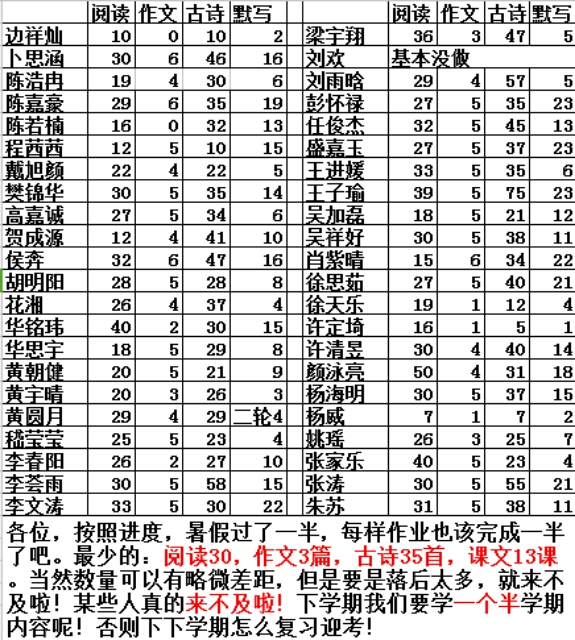 阅读 作文 古诗 默写 阅读 作文 古诗 默写
边祥灿 10 0 10 2 梁宇翔 36 3 47 5
卜思涵 30 6 46 16 刘欢 基本没做
陈浩冉 19 4 30 6 刘雨晗 29 4 57 5
陈嘉豪 29 6 35 19 彭怀禄 27 5 35 23
陈若楠 16 0 32 13 任俊杰 32 5 45 13
程茜茜 12 5 10 15 盛嘉玉 27 5 37 23
戴旭颜 22 4 22 5 王进媛 33 5 35 6
樊锦华 30 5 35 14 王子瑜 39 5 75 23
高嘉诚 27 5 34 6 吴加磊 18 5 21 12
贺成源 12 4 41 10 吴祥好 30 5 38 11
侯奔 32 6 47 16 肖紫晴 15 6 34 22
胡明阳 28 5 28 8 徐思茹 27 5 40 21
花湘 26 4 37 4 徐天乐 19 1 12 4
华铭玮 40 2 30 15 许定埼 16 1 5 1
华思宇 18 5 29 8 许清昱 30 4 40 14
黄朝健 20 5 21 9 颜泳亮 50 4 31 18
黄宇晴 20 3 26 3 杨海明 30 5 37 15
黄圆月 29 4 29 二轮4 杨威 7 1 7 2
嵇莹莹 25 5 23 4 姚瑶 26 3 25 7
李春阳 26 2 27 10 张家乐 40 5 23 4
李荟雨 30 5 58 15 张涛 30 5 55 21
李文涛 33 5 30 22 朱苏 31 5 38 11
各位，按照进度，暑假过了一半，每样作业也该完成一半
了吧。最少的：阅读30，作文3篇，古诗35首，课文13课
。当然数量可以有略微差距，但是要是落后太多，就来不
及啦！某些人真的来不及啦！下学期我们要学一个半学期
内容呢！否则下下学期怎么复习迎考！